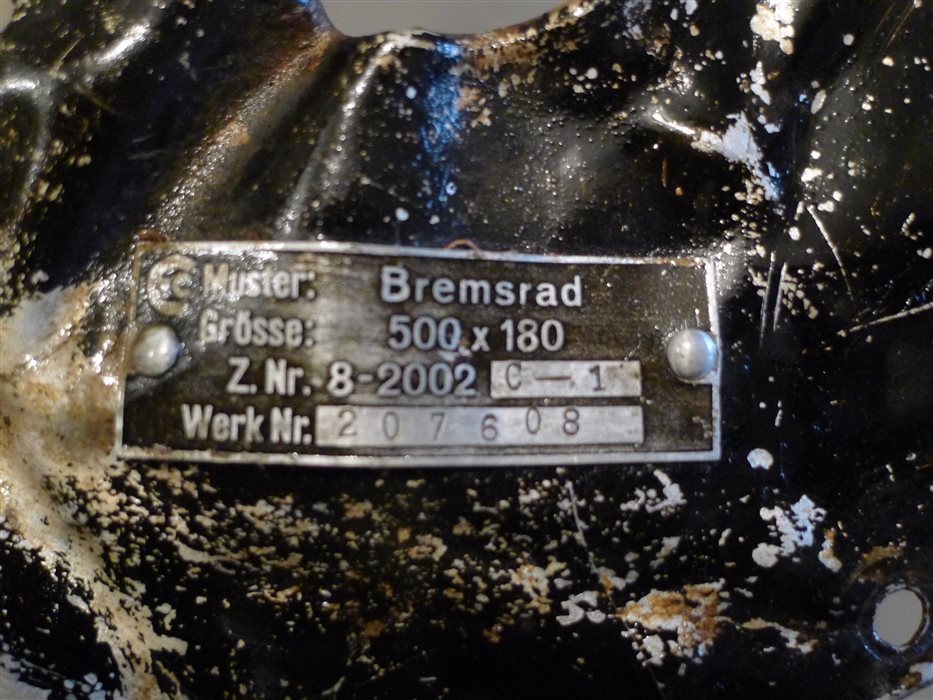 Muster: Bremsrad
Grösse: 500 x 180
Z. Nr. 8-2002 C — 1
Werk Nr. 207608